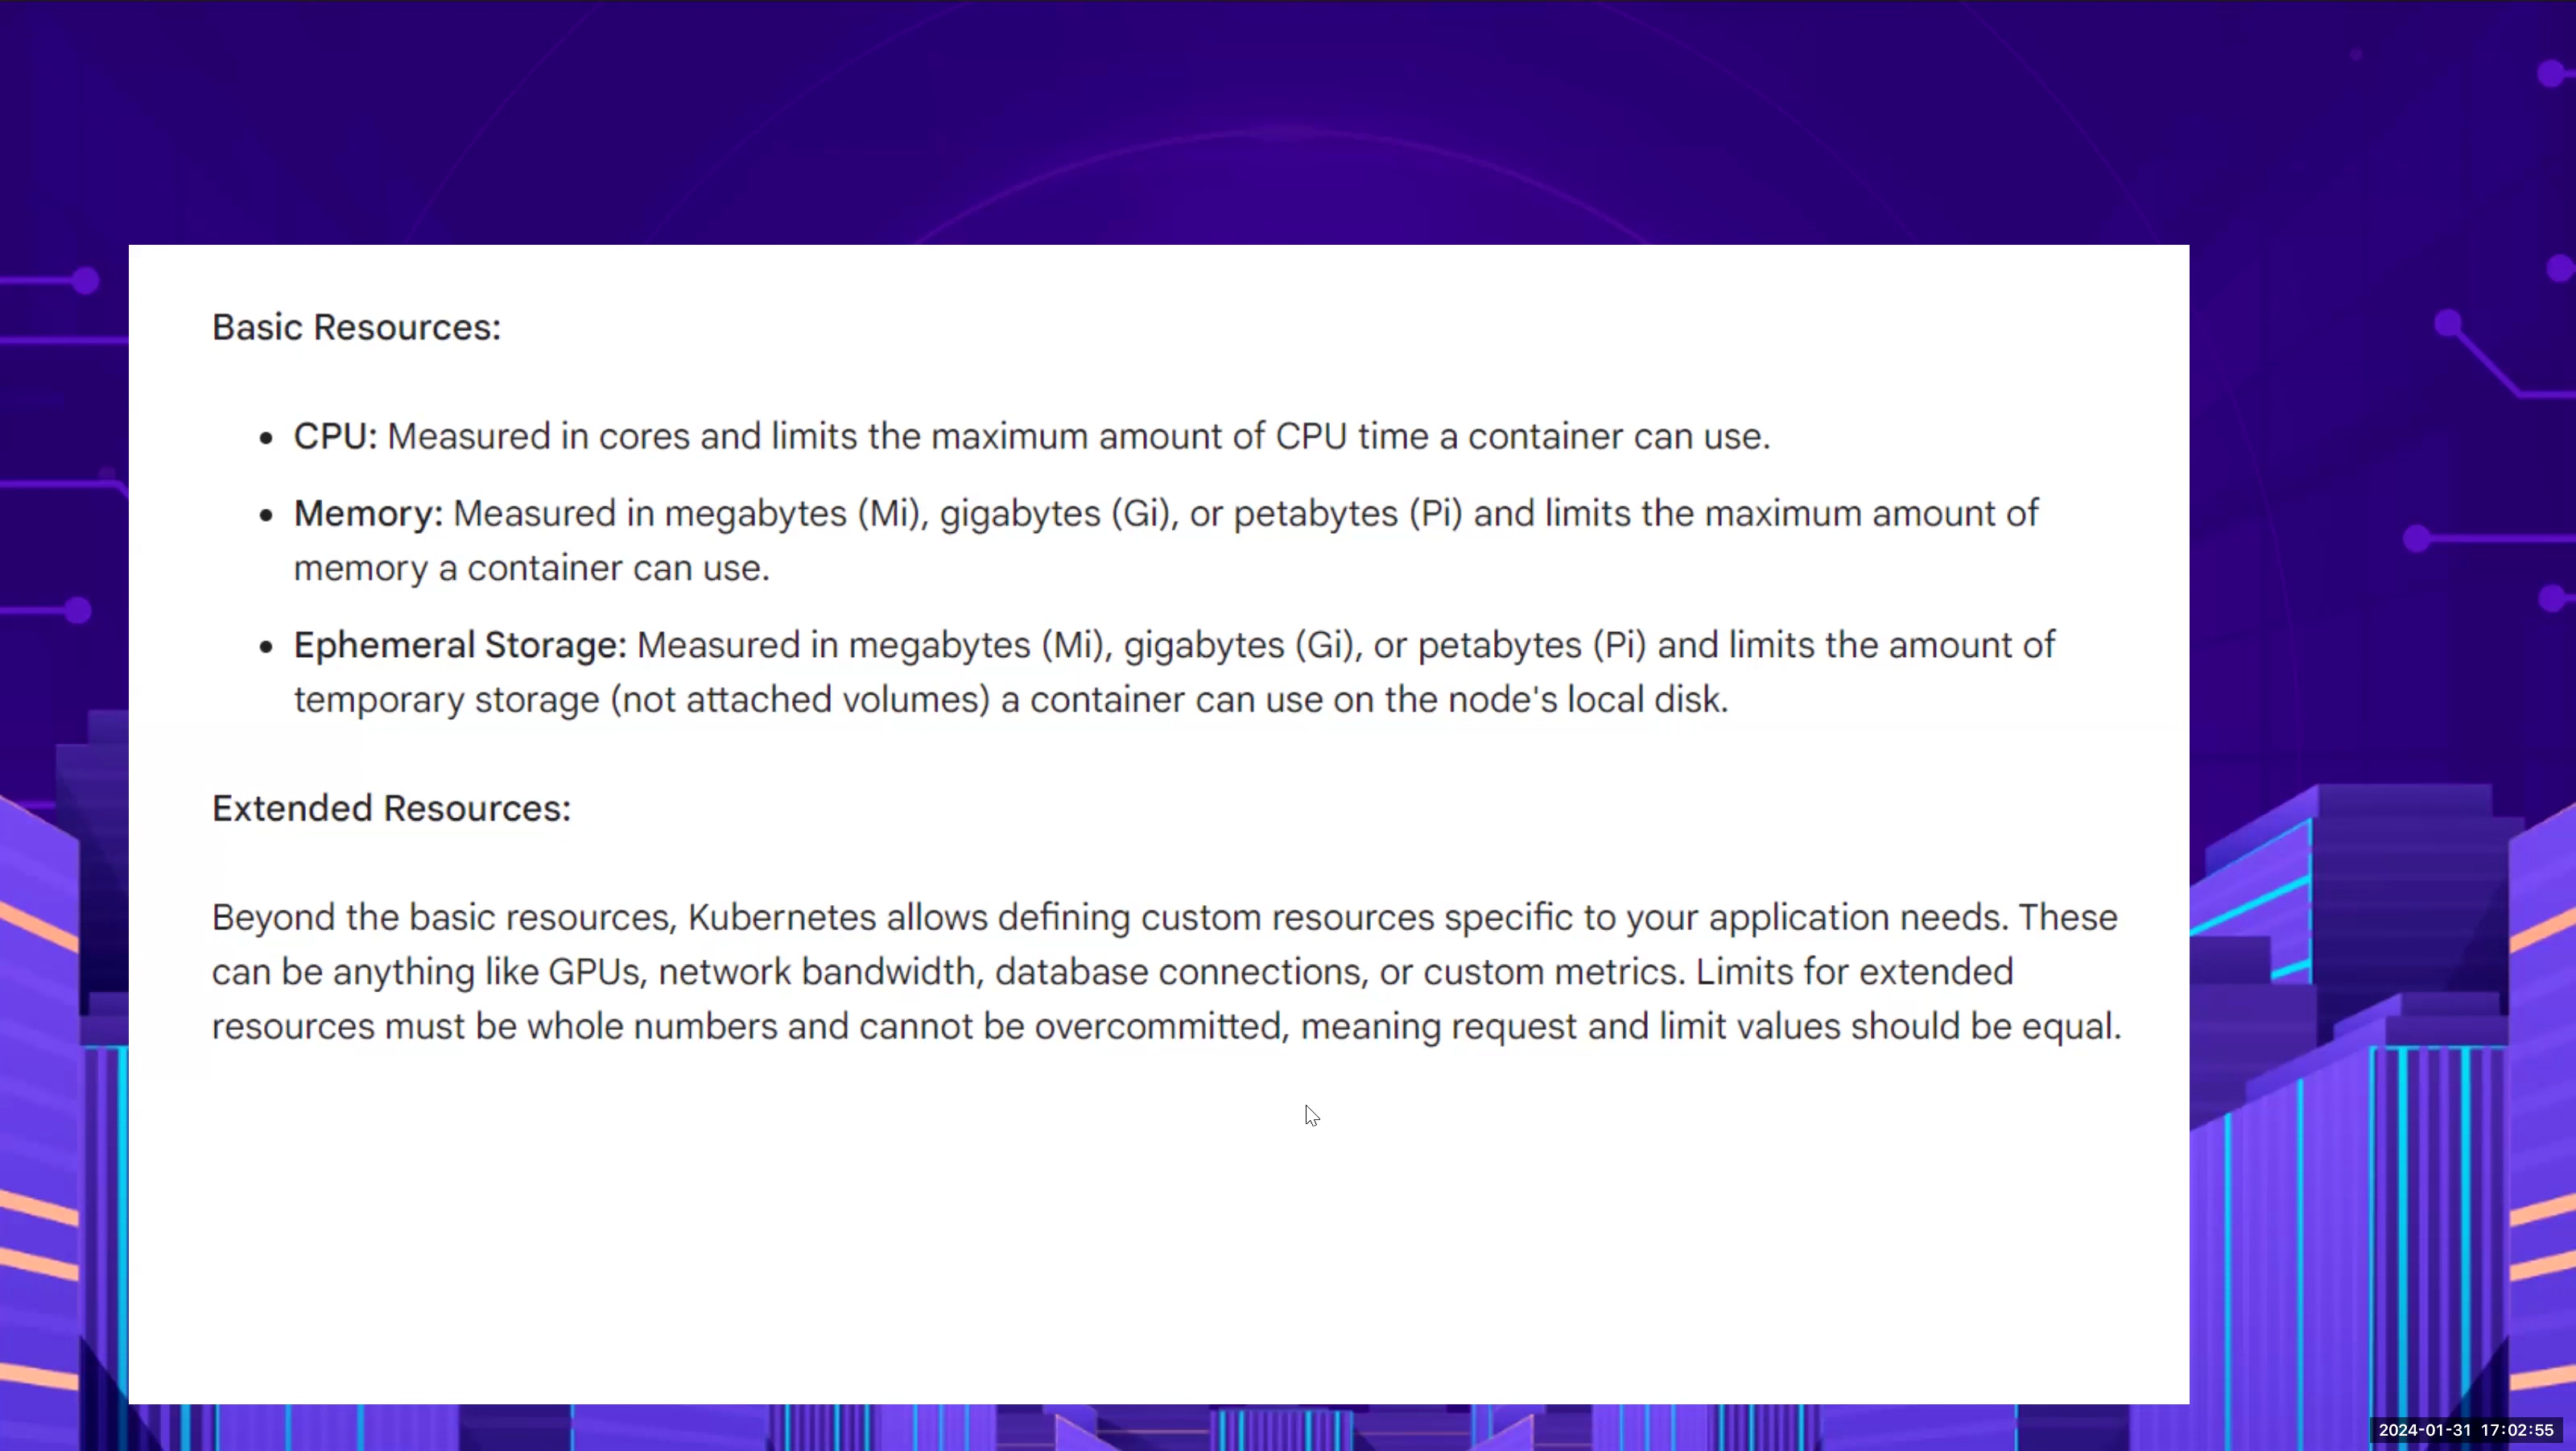 Basic Resources:
• CPU: Measured in cores and limits the maximum amount of CPU time a container can use.
• Memory: Measured in megabytes (Mi), gigabytes (Gi), or petabytes (Pi) and limits the maximum amount of
memory a container can use.
• Ephemeral Storage: Measured in megabytes (Mi), gigabytes (Gi), or petabytes (Pi) and limits the amount of
temporary storage (not attached volumes) a container can use on the node's local disk.
Extended Resources:
Beyond the basic resources, Kubernetes allows defining custom resources specific to your application needs. These
can be anything like GPUs, network bandwidth, database connections, or custom metrics. Limits for extended
resources must be whole numbers and cannot be overcommitted, meaning request and limit values should be equal.
2024-01-31 17:02:55